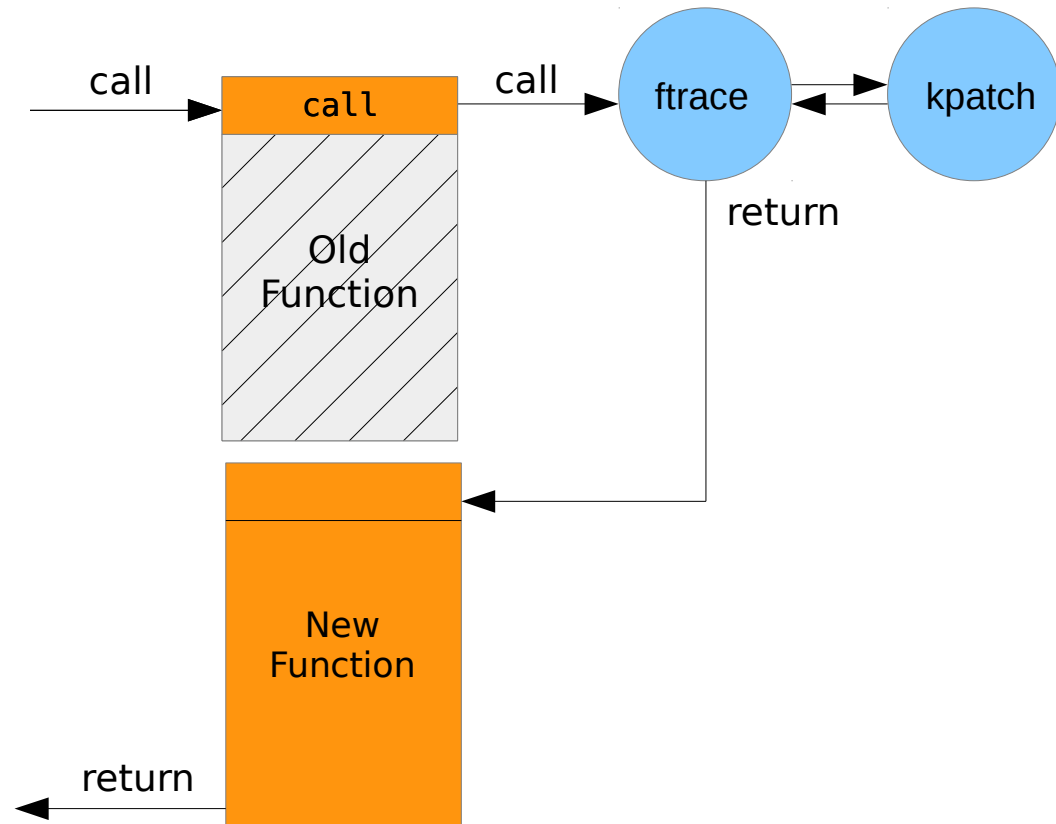 call
call
call
ftrace
kpatch
return
Old
Function
New
Function
return